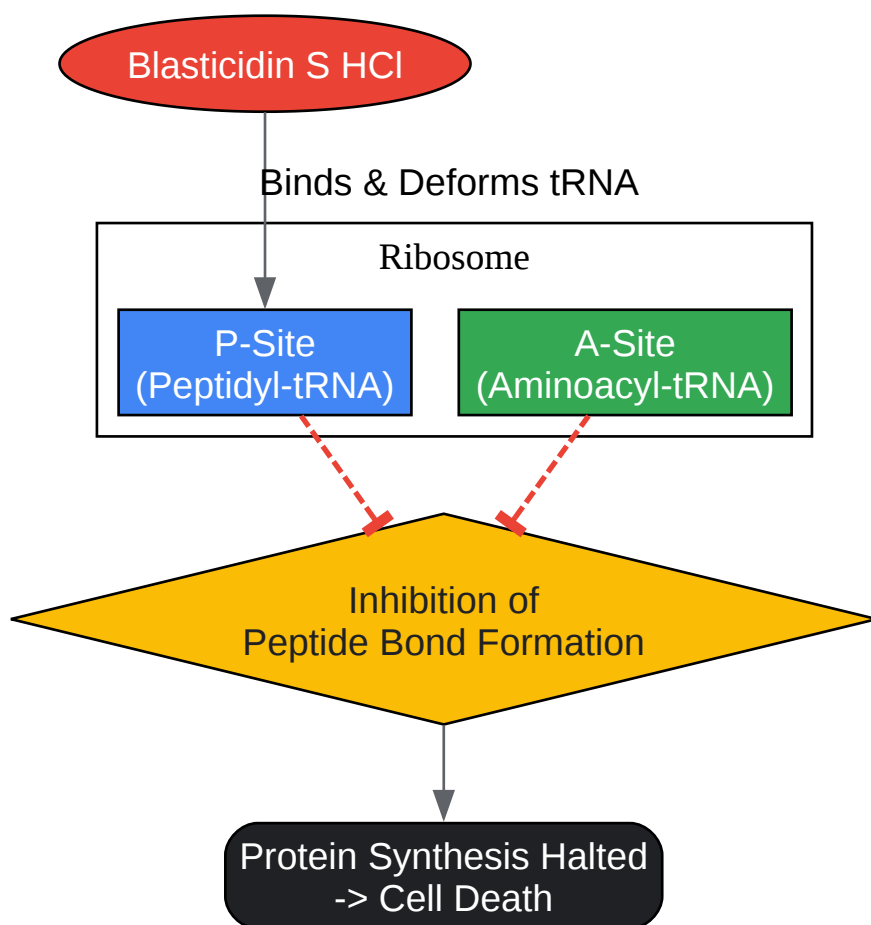 Blasticidin S HCl
Binds & Deforms tRNA
Ribosome
P-Site
(Peptidyl-tRNA)
A-Site
(Aminoacyl-tRNA)
Inhibition of
Peptide Bond Formation
Protein Synthesis Halted
-> Cell Death